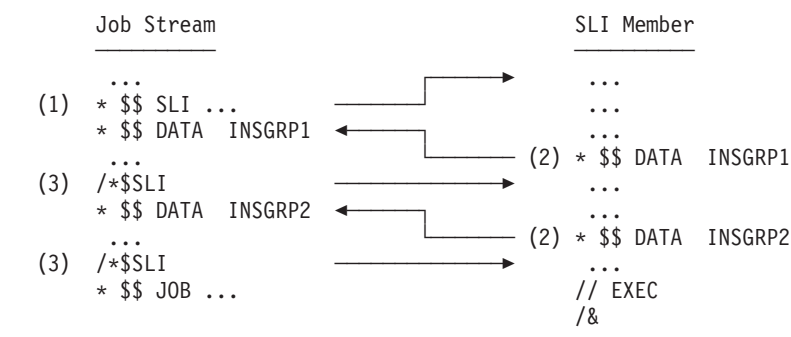 Job Stream SLI Member
... ...
(1) * $$ SLI ... ...
* $$ DATA INSGRP1 ...
... (2) * $$ DATA INSGRP1
(3) /*$SLI ...
* $$ DATA INSGRP2 ...
... (2) * $$ DATA INSGRP2
(3) /*$SLI ...
* $$ JOB ... // EXEC
/&